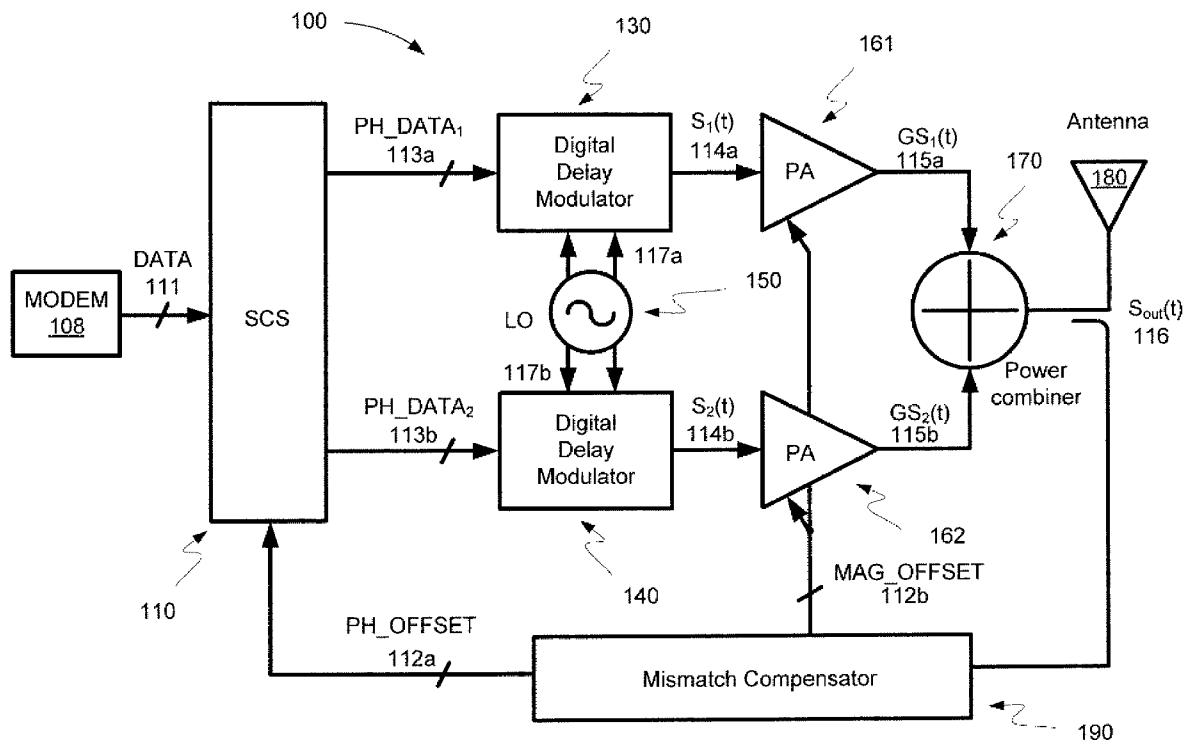 100
130
161
PH_DATA₁
113a
Digital
Delay
Modulator
S₁(t)
114a
PA
GS₁(t)
115a
Antenna
180
170
DATA
111
MODEM
108
SCS
117a
150
LO
117b
Sout(t)
116
Power
combiner
PH_DATA₂
113b
Digital
Delay
Modulator
S₂(t)
114b
PA
GS₂(t)
115b
162
110
140
MAG_OFFSET
112b
PH_OFFSET
112a
Mismatch Compensator
190